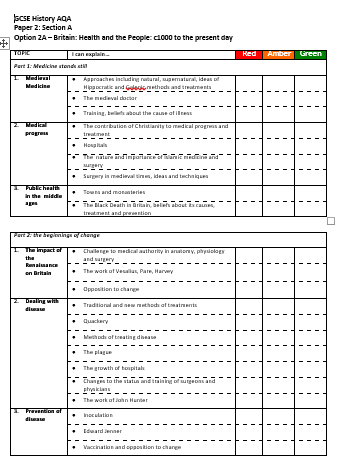 GCSE History AQA
Paper 2: Section A
Option 2A – Britain: Health and the People: c1000 to the present day
TOPIC I can explain... Red Amber Green
Part 1: Medicine stands still
1. Medieval Medicine
• Approaches including natural, supernatural, ideas of
Hippocratic and Galenic methods and treatments
• The medieval doctor
• Training, beliefs about the cause of illness
2. Medical progress
• The contribution of Christianity to medical progress and
treatment
• Hospitals
• The nature and importance of Islamic medicine and
surgery
• Surgery in medieval times, ideas and techniques
3. Public health in the middle ages
• Towns and monasteries
• The Black Death in Britain, beliefs about its causes,
treatment and prevention
Part 2: the beginnings of change
1. The impact of the Renaissance on Britain
• Challenge to medical authority in anatomy, physiology
and surgery
• The work of Vesalius, Pare, Harvey
• Opposition to change
2. Dealing with disease
• Traditional and new methods of treatments
• Quackery
• Methods of treating disease
• The plague
• The growth of hospitals
• Changes to the status and training of surgeons and
physicians
• The work of John Hunter
3. Prevention of disease
• Inoculation
• Edward Jenner
• Vaccination and opposition to change